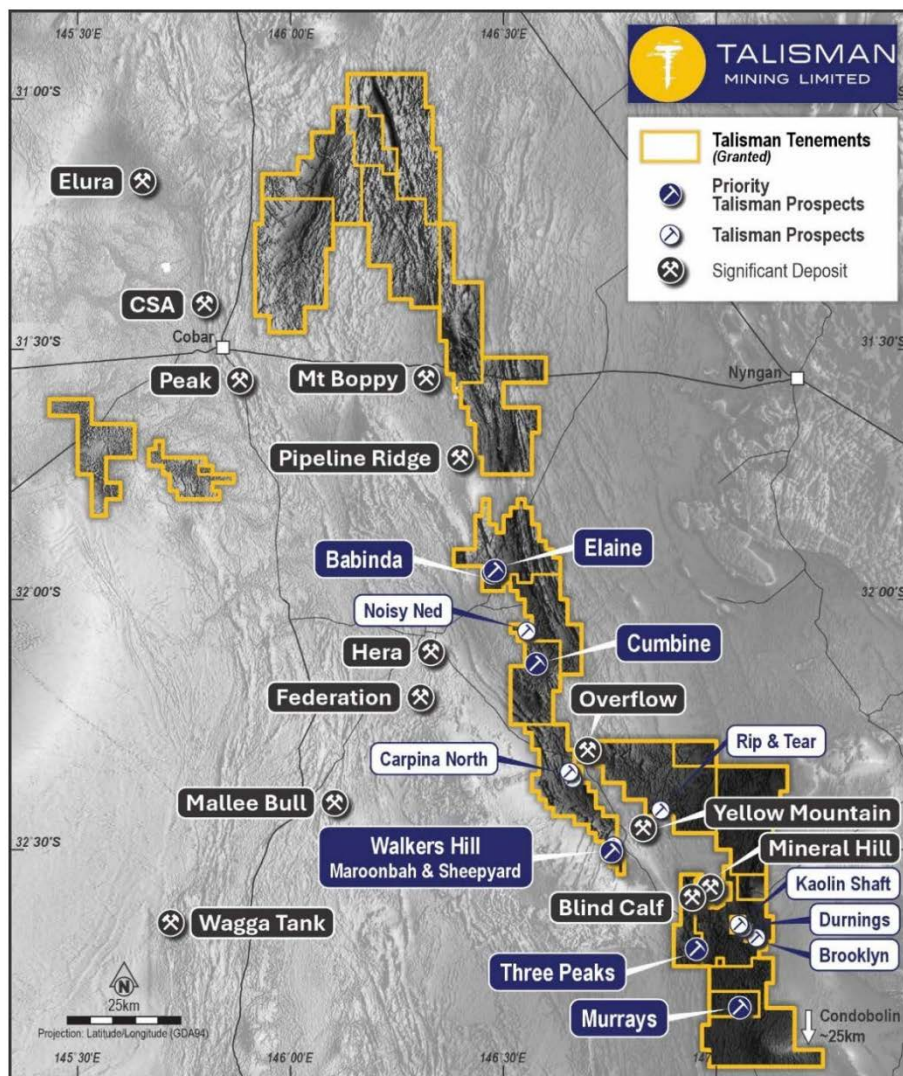 145°30'E
146°00'E
146°30'E
TALISMAN
MINING LIMITED
31°00'S
Talisman Tenements
(Granted)
Priority
Talisman Prospects
Talisman Prospects
Significant Deposit
Elura
CSA
Cobar
31°30'S
31°30'S
Peak
Mt Boppy
Nyngan
Pipeline Ridge
Babinda
Elaine
32°00'S
32°00'S
Noisy Ned
Hera
Cumbine
Federation
Overflow
Rip & Tear
Carpina North
Mallee Bull
Yellow Mountain
32°30'S
32°30'S
Walkers Hill
Maroonbah & Sheepyard
Mineral Hill
Kaolin Shaft
Blind Calf
Durnings
Wagga Tank
Brooklyn
Three Peaks
N
25km
Projection: Latitude/Longitude (GDA94)
Murrays
Condobolin
~25km
145°30'E
146°00'E
146°30'E